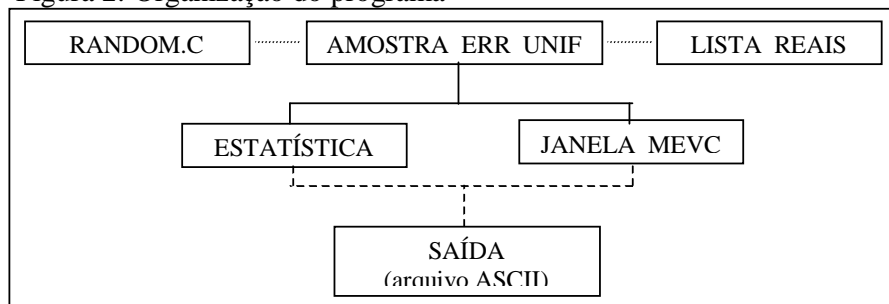 Figura 2: Organização do programa
RANDOM.C AMOSTRA ERR UNIF LISTA REAIS
ESTATÍSTICA JANELA MEVC
SAÍDA
(arquivo ASCII)